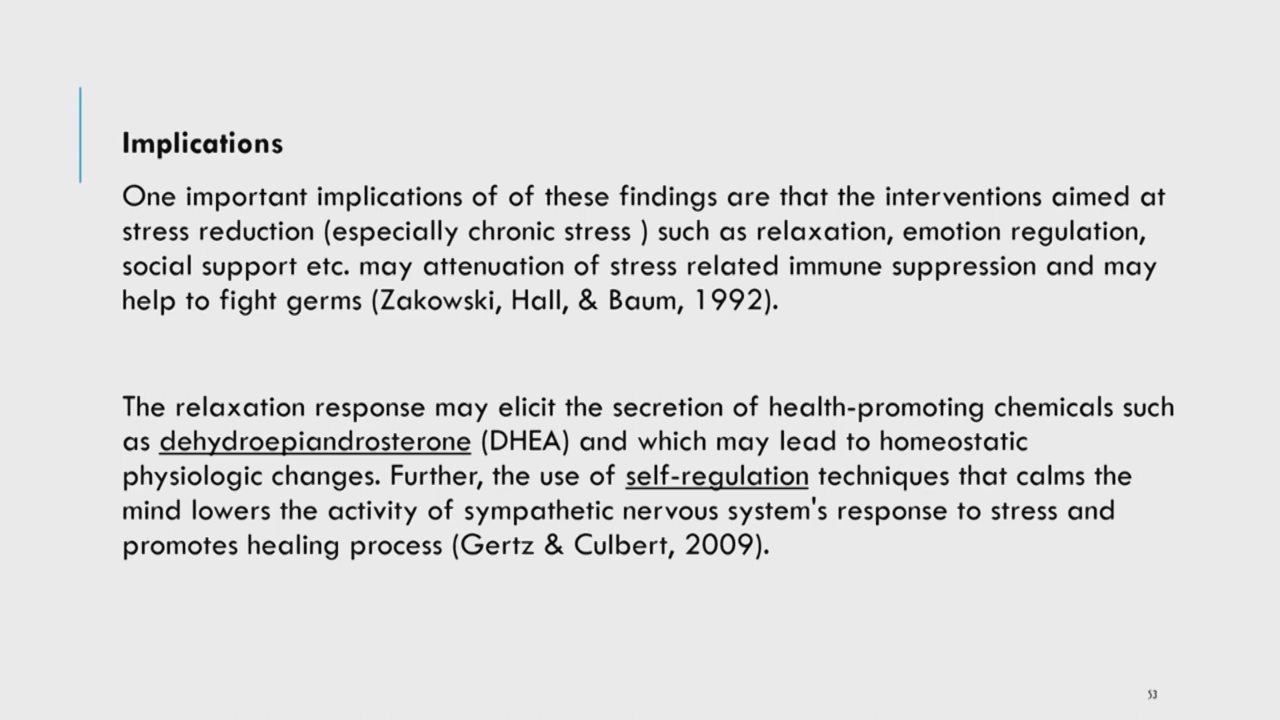 Implications
One important implications of of these findings are that the interventions aimed at
stress reduction (especially chronic stress ) such as relaxation, emotion regulation,
social support etc. may attenuation of stress related immune suppression and may
help to fight germs (Zakowski, Hall, & Baum, 1992).
The relaxation response may elicit the secretion of health-promoting chemicals such
as dehydroepiandrosterone (DHEA) and which may lead to homeostatic
physiologic changes. Further, the use of self-regulation techniques that calms the
mind lowers the activity of sympathetic nervous system's response to stress and
promotes healing process (Gertz & Culbert, 2009).
53